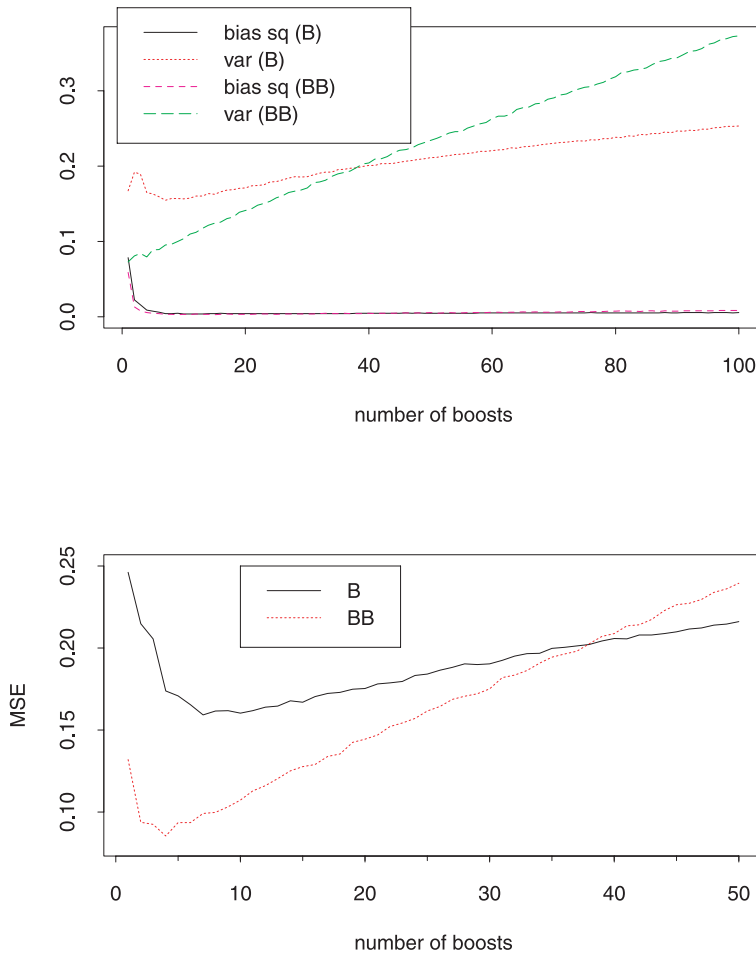 bias sq (B)
var (B)
bias sq (BB)
var (BB)
0.3
0.2
0.1
0.0
0 20 40 60 80 100
number of boosts
B
BB
MSE
0.25
0.20
0.15
0.10
0 10 20 30 40 50
number of boosts